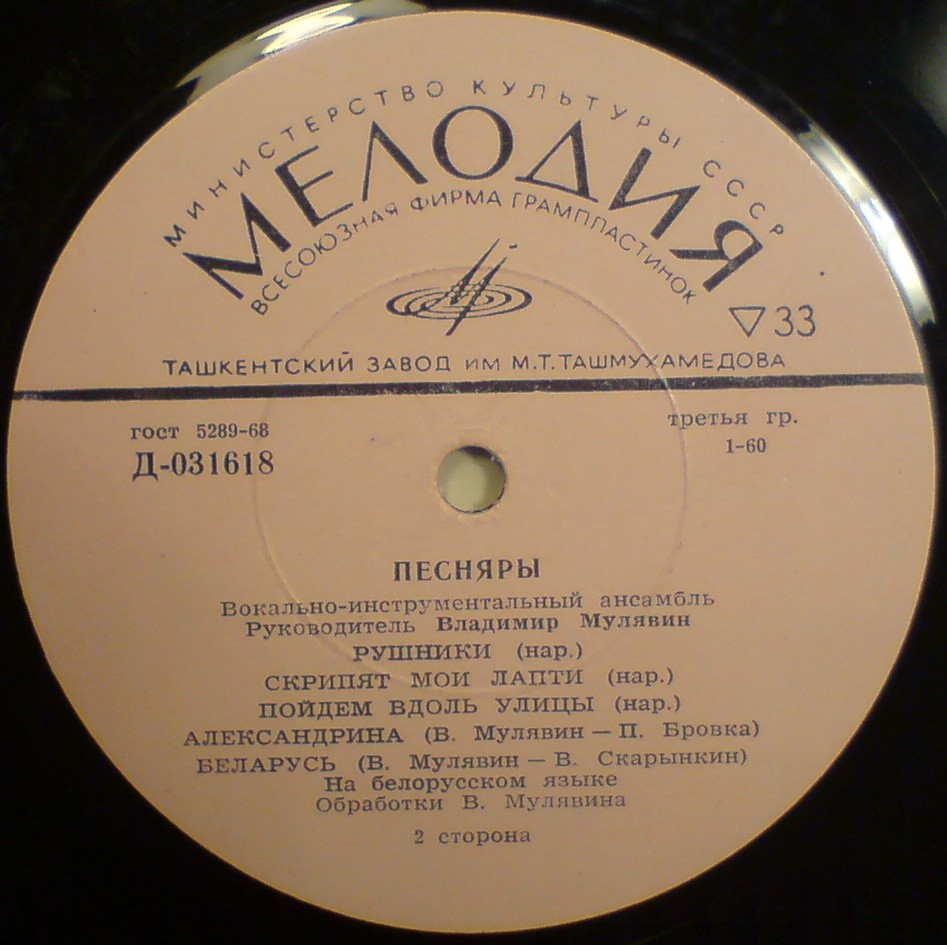 МИНИСТЕРСТВО КУЛЬТУРЫ СССР
МЕЛОДИЯ
ВСЕСОЮЗНАЯ ФИРМА ГРАМПЛАСТИНОК
33
ТАШКЕНТСКИЙ ЗАВОД ИМ М.Т.ТАШМУХАМЕДОВА
гост 5289-68
третья гр.
Д-031618
1-60
ПЕСНЯРЫ
Вокально-инструментальный ансамбль
Руководитель Владимир Мулявин
РУШНИКИ (нар.)
СКРИПЯТ МОИ ЛАПТИ (нар.)
ПОЙДЕМ ВДОЛЬ УЛИЦЫ (нар.)
АЛЕКСАНДРИНА (В. Мулявин — П. Бровка)
БЕЛАРУСЬ (В. Мулявин — В. Скарынкин)
На белорусском языке
Обработки В. Мулявина
2 сторона